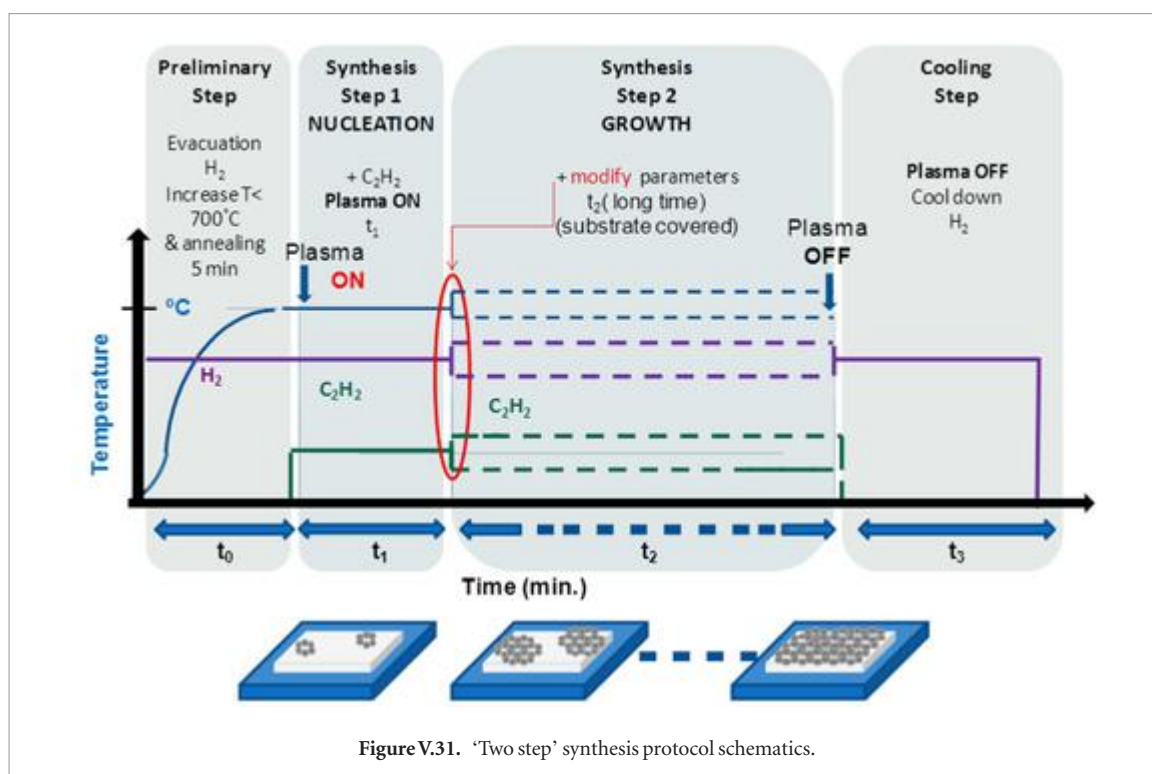 Preliminary
Step
Evacuation
H₂
Increase T<
700°C
& annealing
5 min
Synthesis
Step 1
NUCLEATION
+ C₂H₂
Plasma ON
t₁
Synthesis
Step 2
GROWTH
+ modify parameters
t₂( long time)
(substrate covered)
Cooling
Step
Plasma OFF
Cool down
H₂
Plasma
ON
Plasma
OFF
ºC
Temperature
H₂
C₂H₂
C₂H₂
t₀
t₁
t₂
t₃
Time (min.)
Figure V.31. ‘Two step’ synthesis protocol schematics.